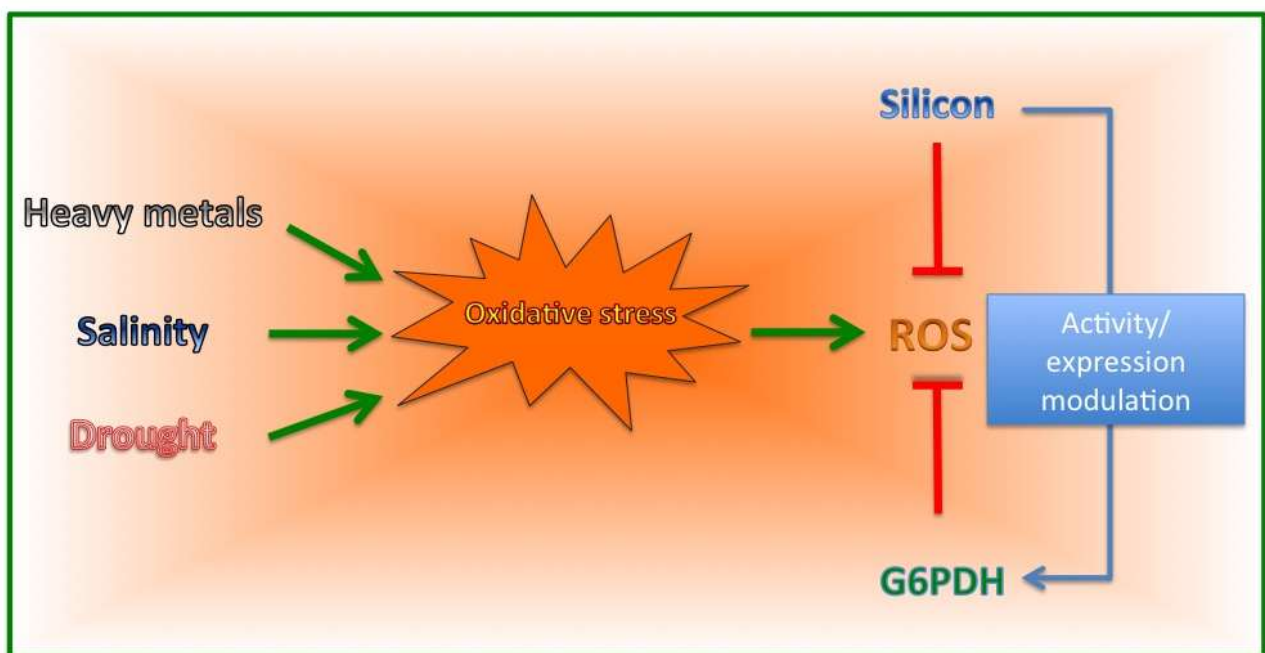 Silicon
Heavy metals
Oxidative stress
Salinity
ROS
Activity/
expression
modulation
Drought
G6PDH